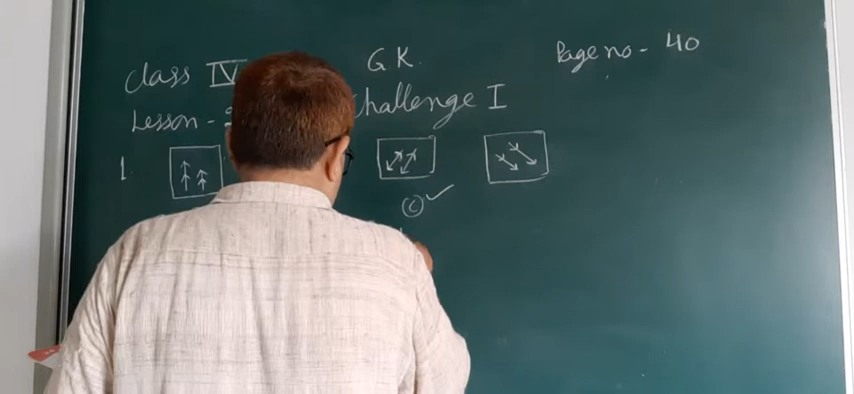 Class IV GK. Page no - 40
Lesson - Challenge I
1.
(c) ✓